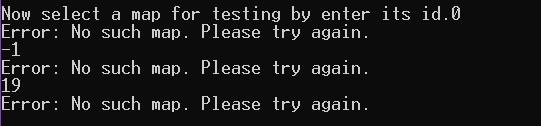 Now select a map for testing by enter its id.0
Error: No such map. Please try again.
-1
Error: No such map. Please try again.
19
Error: No such map. Please try again.